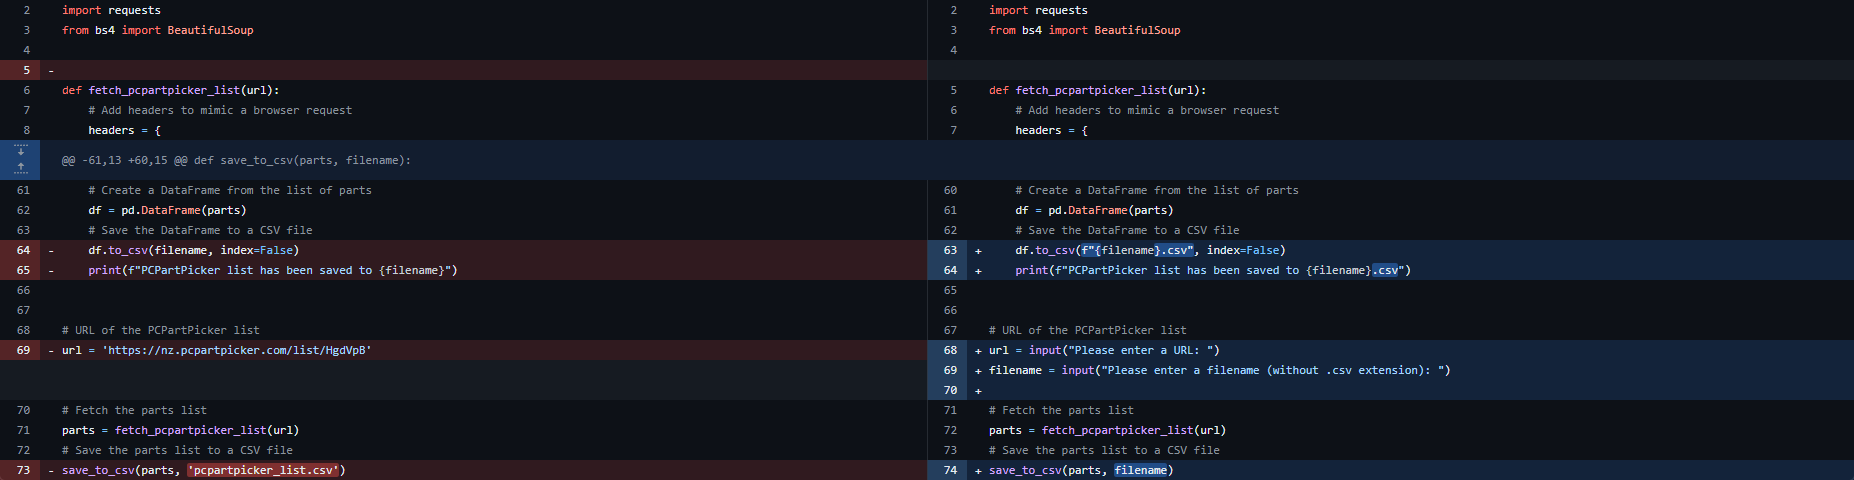 2 import requests
3 from bs4 import BeautifulSoup
4
5 -
6 def fetch_pcpartpicker_list(url):
7 # Add headers to mimic a browser request
8 headers = {
@@ -61,13 +60,15 @@ def save_to_csv(parts, filename):
61 # Create a DataFrame from the list of parts
62 df = pd.DataFrame(parts)
63 # Save the DataFrame to a CSV file
64 - df.to_csv(filename, index=False)
65 - print(f"PCPartPicker list has been saved to {filename}")
66
67
68 # URL of the PCPartPicker list
69 - url = 'https://nz.pcpartpicker.com/list/HgdVpB'
70 # Fetch the parts list
71 parts = fetch_pcpartpicker_list(url)
72 # Save the parts list to a CSV file
73 - save_to_csv(parts, 'pcpartpicker_list.csv')
2 import requests
3 from bs4 import BeautifulSoup
4
5 def fetch_pcpartpicker_list(url):
6 # Add headers to mimic a browser request
7 headers = {
60 # Create a DataFrame from the list of parts
61 df = pd.DataFrame(parts)
62 # Save the DataFrame to a CSV file
63 + df.to_csv(f"{filename}.csv", index=False)
64 + print(f"PCPartPicker list has been saved to {filename}.csv")
65
66
67 # URL of the PCPartPicker list
68 + url = input("Please enter a URL: ")
69 + filename = input("Please enter a filename (without .csv extension): ")
70 +
71 # Fetch the parts list
72 parts = fetch_pcpartpicker_list(url)
73 # Save the parts list to a CSV file
74 + save_to_csv(parts, filename)